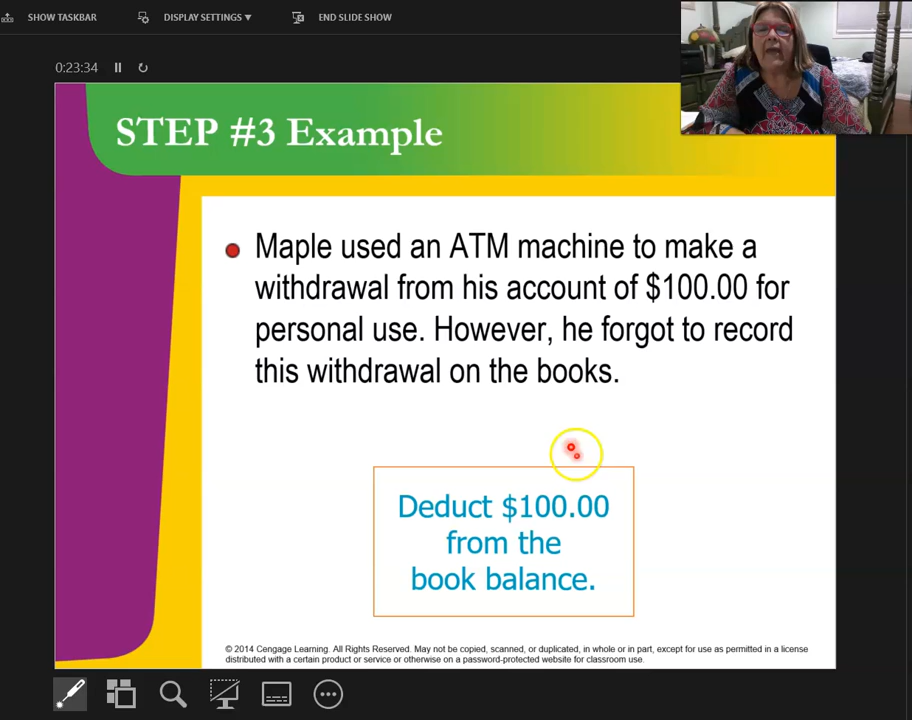 SHOW TASKBAR
DISPLAY SETTINGS ▼
END SLIDE SHOW
0:23:34
STEP #3 Example
Maple used an ATM machine to make a
withdrawal from his account of $100.00 for
personal use. However, he forgot to record
this withdrawal on the books.
Deduct $100.00
from the
book balance.
© 2014 Cengage Learning. All Rights Reserved. May not be copied, scanned, or duplicated, in whole or in part, except for use as permitted in a license
distributed with a certain product or service or otherwise on a password-protected website for classroom use.